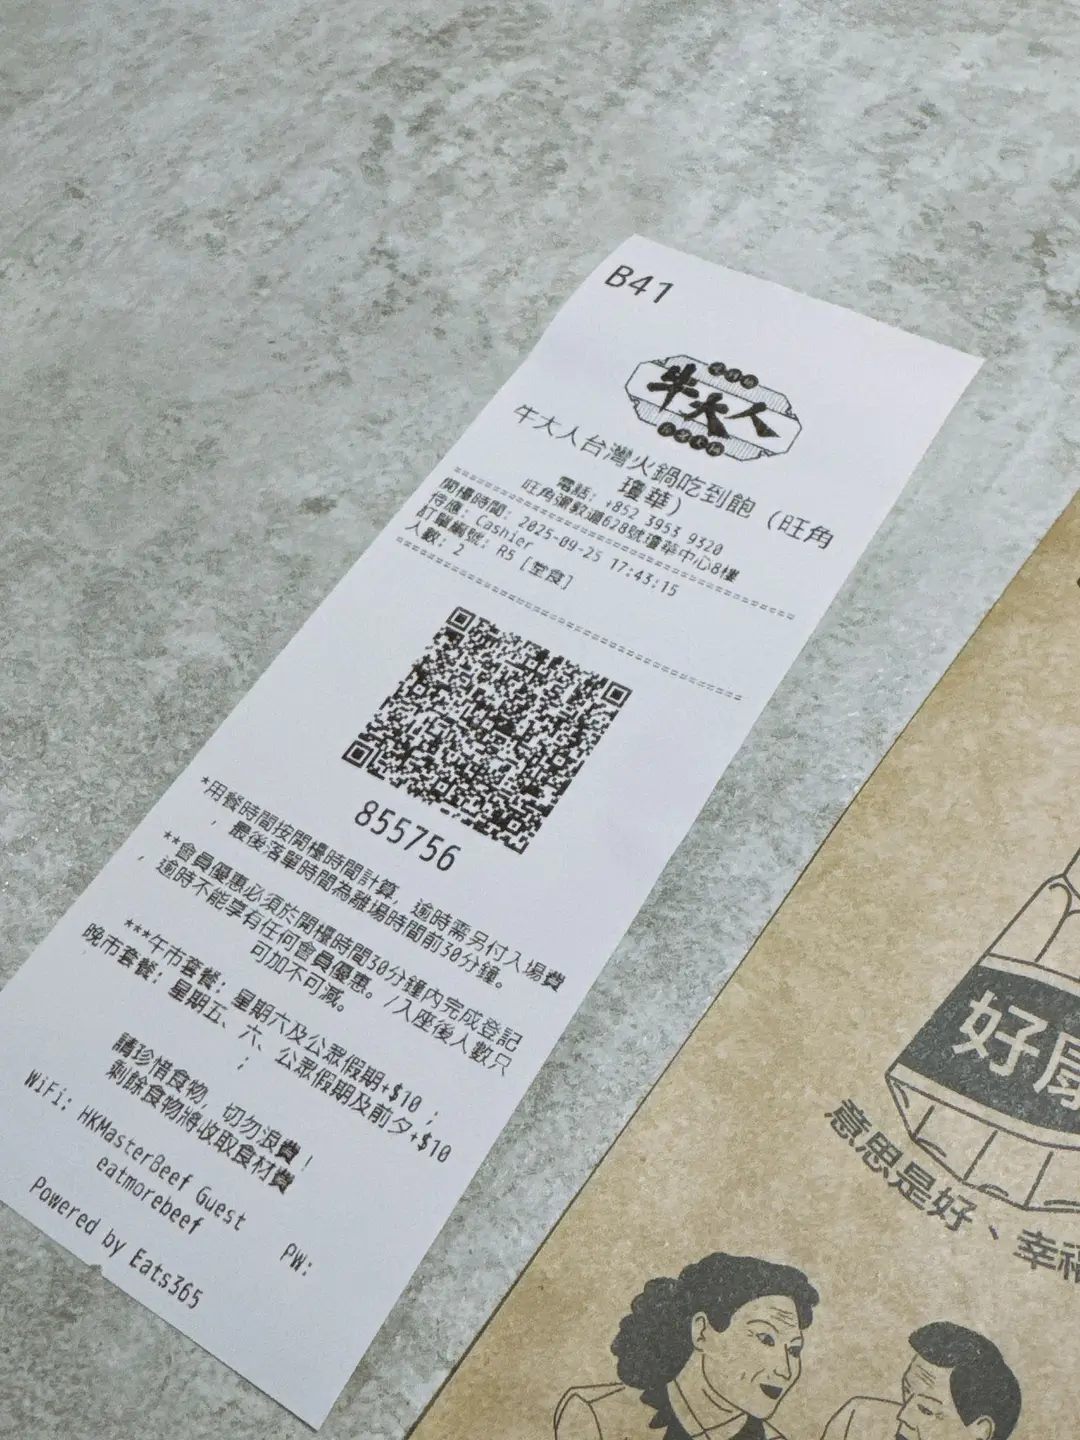 B41
牛大人
牛大人台灣火鍋吃到飽（旺角
瓊華）
電話: +852 3953 9320
旺角彌敦道628號瓊華中心8樓
開檯時間: 2025-09-25 17:43:15
侍應: Cashier
訂單編號: R5 [堂食]
人數: 2
855756
*用餐時間按開檯時間計算, 逾時需另付入場費
, 最後落單時間為離場時間前30分鐘。
**會員優惠必須於開檯時間30分鐘內完成登記
, 逾時不能享有任何會員優惠。/入座後人數只
可加不可減。
***午市套餐: 星期六及公眾假期+$10 ;
晚市套餐: 星期五、六、公眾假期及前夕+$10
;
請珍惜食物, 切勿浪費!
剩餘食物將收取食材費
WiFi: HKMasterBeef Guest PW:
eatmorebeef
Powered by Eats365
好
意思是好、幸